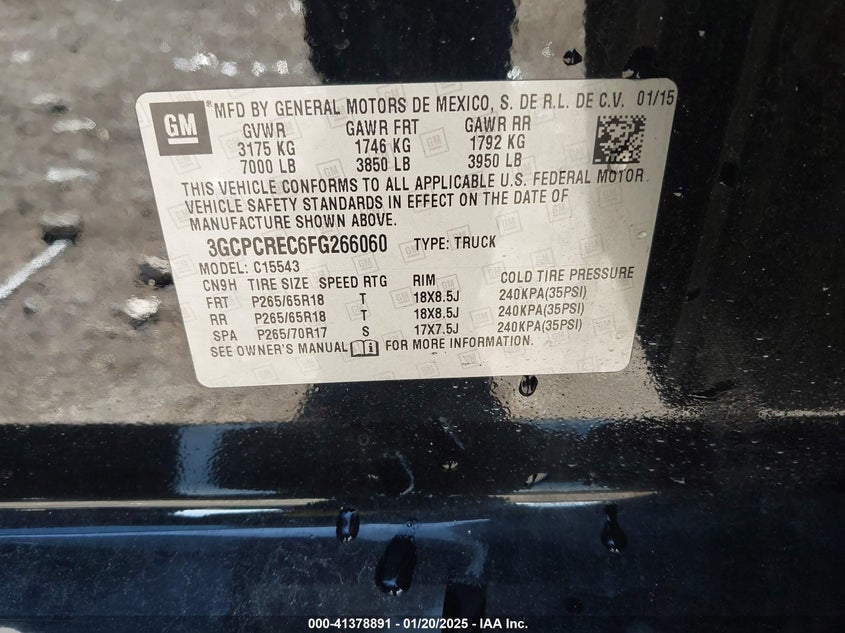 GM ® MFD BY GENERAL MOTORS DE MEXICO, S. DE R.L. DE C.V. 01/15
GVWR GAWR FRT GAWR RR
3175 KG 1746 KG 1792 KG
7000 LB 3850 LB 3950 LB
THIS VEHICLE CONFORMS TO ALL APPLICABLE U.S. FEDERAL MOTOR
VEHICLE SAFETY STANDARDS IN EFFECT ON THE DATE OF
MANUFACTURE SHOWN ABOVE.
3GCPCREC6FG266060 TYPE: TRUCK
MODEL: C15543
CN9H TIRE SIZE SPEED RTG RIM COLD TIRE PRESSURE
FRT P265/65R18 T 18X8.5J 240KPA(35PSI)
RR P265/65R18 T 18X8.5J 240KPA(35PSI)
SPA P265/70R17 S 17X7.5J 240KPA(35PSI)
SEE OWNER'S MANUAL FOR MORE INFORMATION.
000-41378891 - 01/20/2025 - IAA Inc.